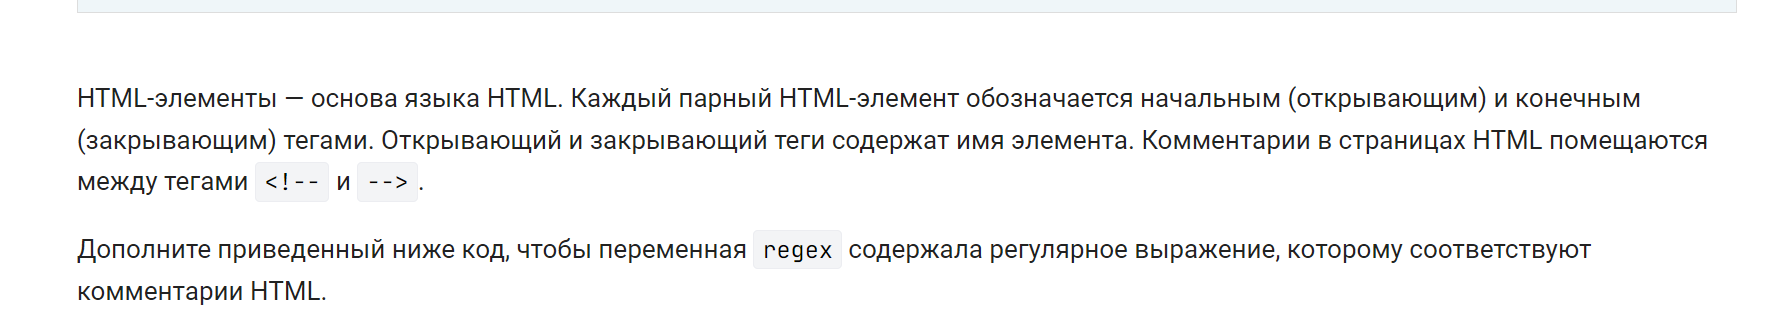 HTML-элементы — основа языка HTML. Каждый парный HTML-элемент обозначается начальным (открывающим) и конечным
(закрывающим) тегами. Открывающий и закрывающий теги содержат имя элемента. Комментарии в страницах HTML помещаются
между тегами <!-- и -->.
Дополните приведенный ниже код, чтобы переменная regex содержала регулярное выражение, которому соответствуют
комментарии HTML.